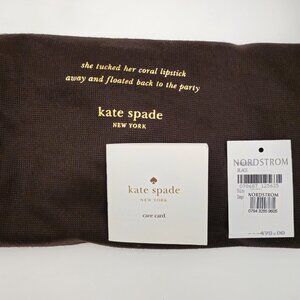 she tucked her coral lipstick
away and floated back to the party
kate spade
NEW YORK
kate spade
NEW YORK
care card
NORDSTROM
BLACK
NORDSTROM